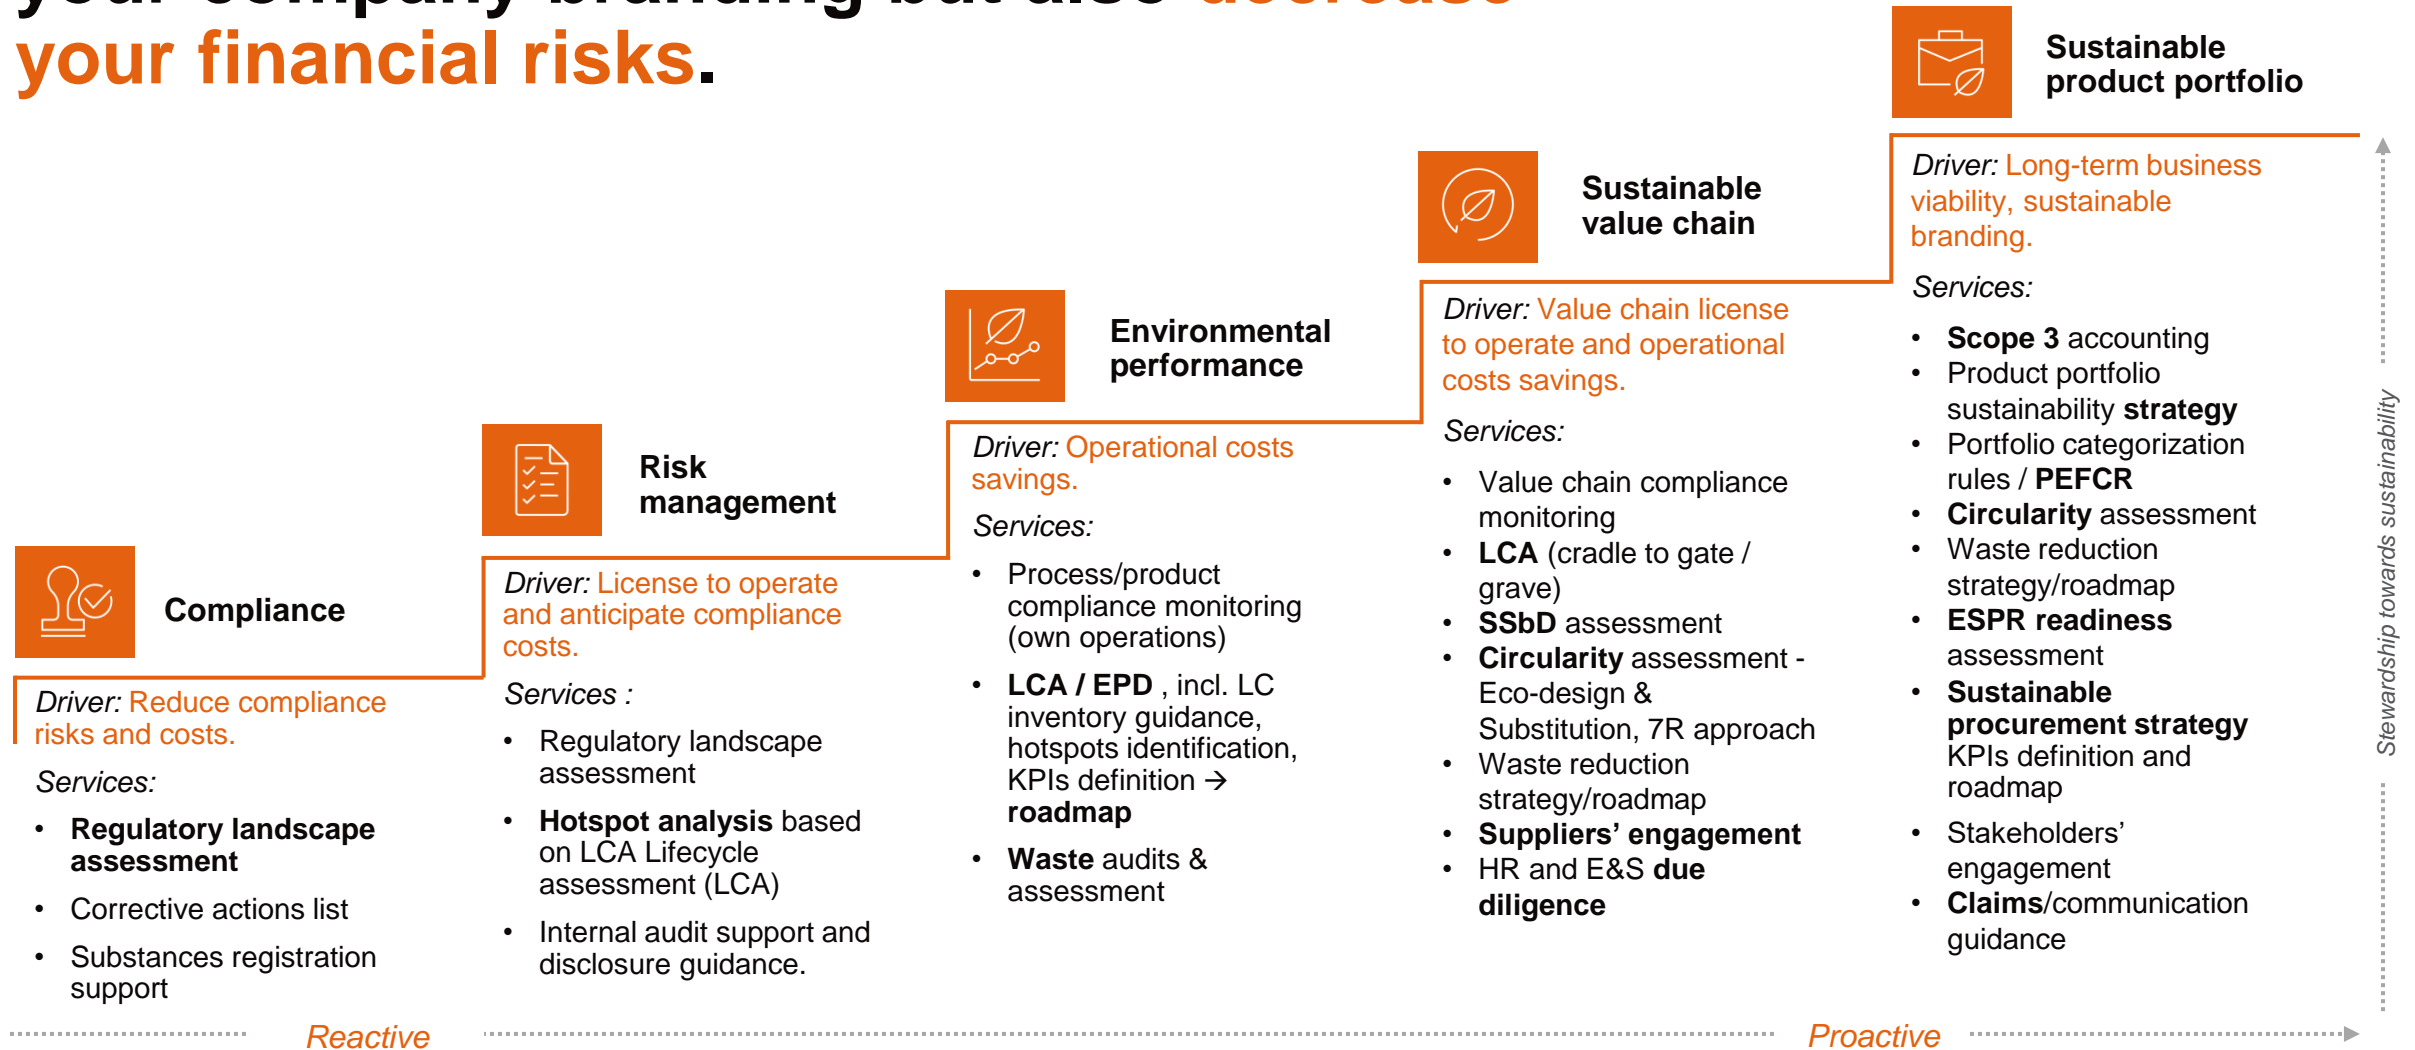 your company branding but also decrease
your financial risks.
Compliance
Driver: Reduce compliance
risks and costs.
Services:
• Regulatory landscape
assessment
• Corrective actions list
• Substances registration
support
Risk
management
Driver: License to operate
and anticipate compliance
costs.
Services :
• Regulatory landscape
assessment
• Hotspot analysis based
on LCA Lifecycle
assessment (LCA)
• Internal audit support and
disclosure guidance.
Environmental
performance
Driver: Operational costs
savings.
Services:
• Process/product
compliance monitoring
(own operations)
• LCA / EPD , incl. LC
inventory guidance,
hotspots identification,
KPIs definition →
roadmap
• Waste audits &
assessment
Sustainable
value chain
Driver: Value chain license
to operate and operational
costs savings.
Services:
• Value chain compliance
monitoring
• LCA (cradle to gate /
grave)
• SSbD assessment
• Circularity assessment -
Eco-design &
Substitution, 7R approach
• Waste reduction
strategy/roadmap
• Suppliers’ engagement
• HR and E&S due
diligence
Sustainable
product portfolio
Driver: Long-term business
viability, sustainable
branding.
Services:
• Scope 3 accounting
• Product portfolio
sustainability strategy
• Portfolio categorization
rules / PEFCR
• Circularity assessment
• Waste reduction
strategy/roadmap
• ESPR readiness
assessment
• Sustainable
procurement strategy
KPIs definition and
roadmap
• Stakeholders’
engagement
• Claims/communication
guidance
Stewardship towards sustainability
Reactive
Proactive